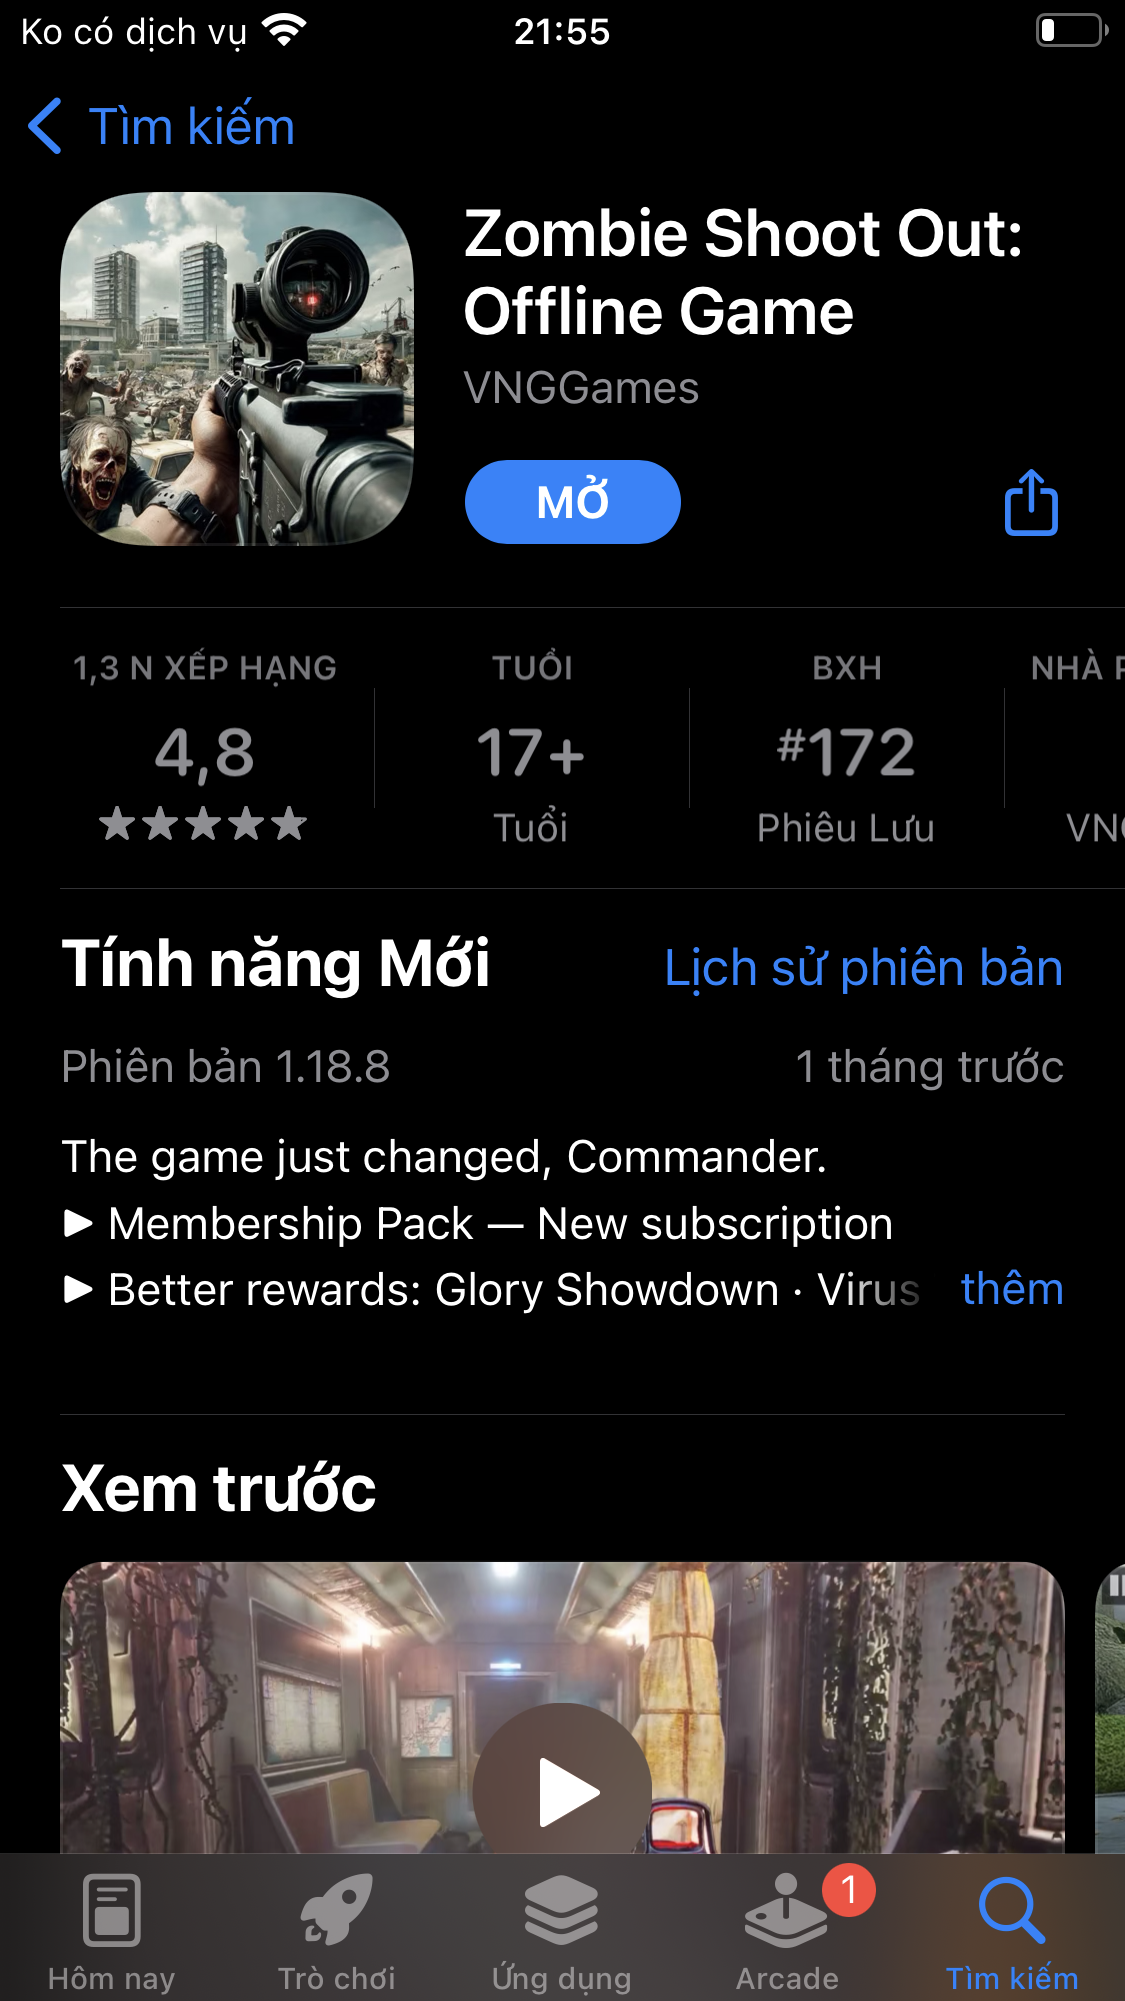 Ko có dịch vụ
21:55
Tìm kiếm
Zombie Shoot Out:
Offline Game
VNGGames
MỞ
1,3 N XẾP HẠNG
4,8
TUỔI
17+
Tuổi
BXH
#172
Phiêu Lưu
NHÀ
Tính năng Mới
Lịch sử phiên bản
Phiên bản 1.18.8
1 tháng trước
The game just changed, Commander.
▶ Membership Pack — New subscription
▶ Better rewards: Glory Showdown · Virus
thêm
Xem trước
1
Hôm nay
Trò chơi
Ứng dụng
Arcade
Tìm kiếm